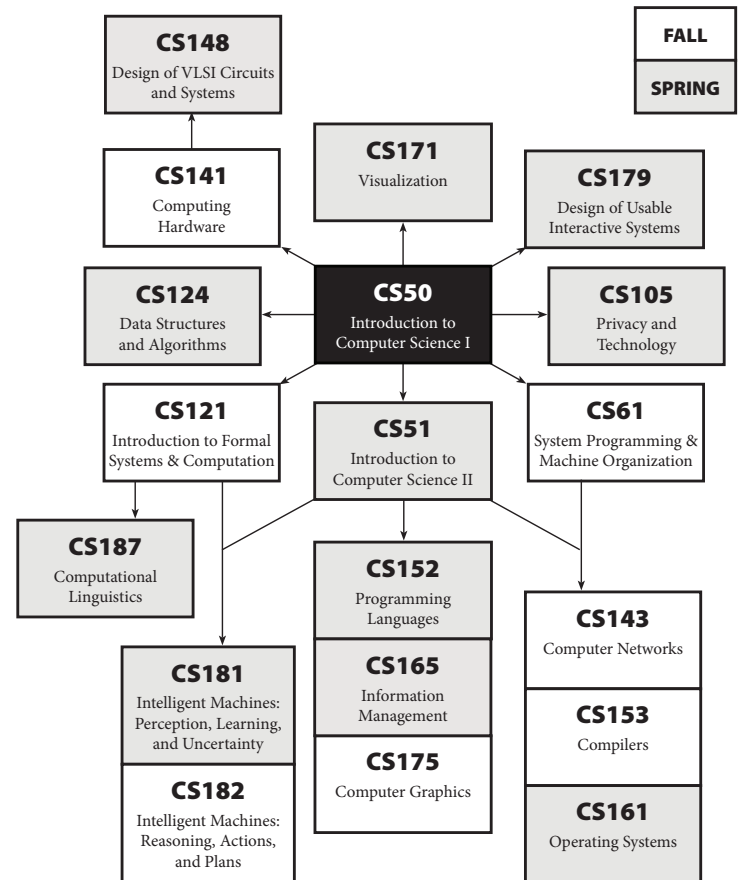 CS148
Design of VLSI Circuits
and Systems
FALL
SPRING
CS141
Computing
Hardware
CS171
Visualization
CS179
Design of Usable
Interactive Systems
CS124
Data Structures
and Algorithms
CS50
Introduction to
Computer Science I
CS105
Privacy and
Technology
CS121
Introduction to Formal
Systems & Computation
CS51
Introduction to
Computer Science II
CS61
System Programming &
Machine Organization
CS187
Computational
Linguistics
CS152
Programming
Languages
CS143
Computer Networks
CS181
Intelligent Machines:
Perception, Learning,
and Uncertainty
CS165
Information
Management
CS153
Compilers
CS182
Intelligent Machines:
Reasoning, Actions,
and Plans
CS175
Computer Graphics
CS161
Operating Systems